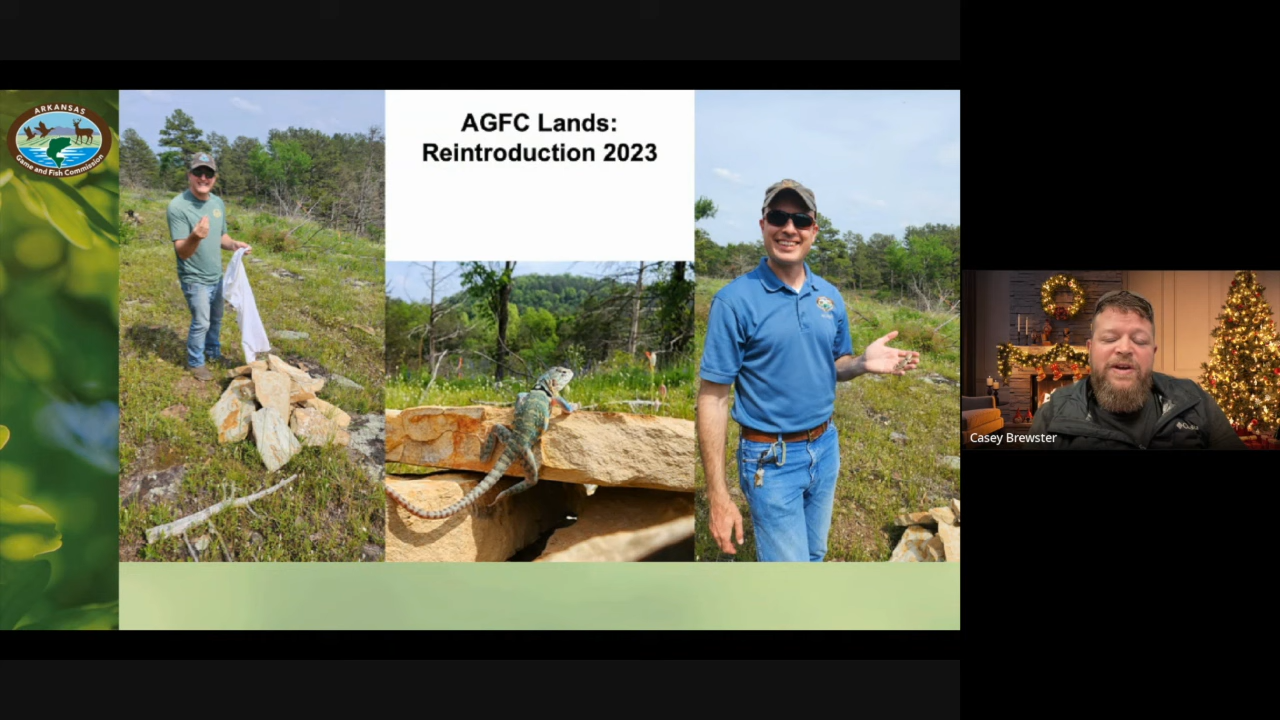 ARKANSAS
Game and Fish Commission
AGFC Lands:
Reintroduction 2023
Casey Brewster